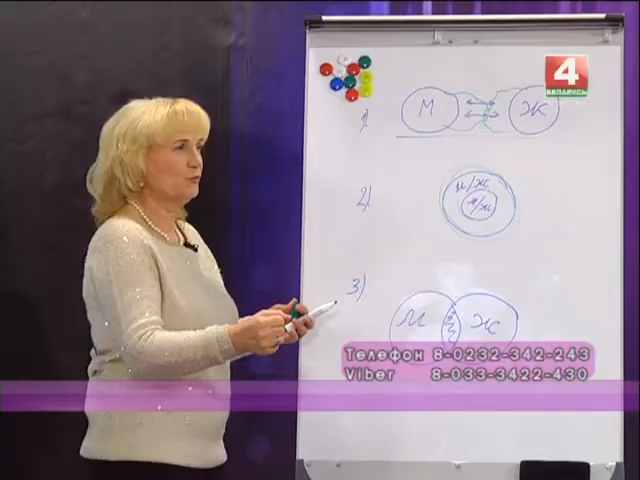 4
БЕЛАРУСЬ
1) М Ж
2) м/ж
м/ж
3) М Ж
Телефон 8-0232-342-243
Viber 8-033-3422-430